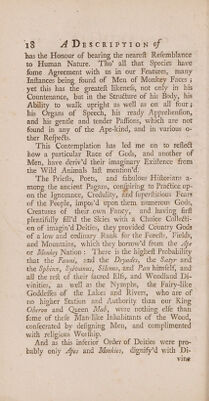 18 A DESCRIPTION of
has the Honour of bearing the nearest Resemblance
to Human Nature. Tho' all that Species have
some Agreement with us in our Features, many
Instances being found of Men of Monkey Faces;
yet this has the greatest likeness, not only in his
Countenance, but in the Structure of his Body, his
Ability to walk upright as well as on all four;
his Organs of Speech, his ready Apprehension,
and his gentle and tender Passions, which are not
found in any of the Ape-kind, and in various o-
ther Respects.
This Contemplation has led me on to reflect
how a particular Race of Gods, and another of
Men, have deriv'd their imaginary Existence from
the Wild Animals last mention'd.
The Priests, Poets, and fabulous Historians a-
mong the ancient Pagans, conspiring to Practice up-
on the Ignorance, Credulity, and superstitious Fears
of the People, impos'd upon them numerous Gods,
Creatures of their own Fancy, and having first
plentifully fill'd the Skies with a Choice Collecti-
on of imagin'd Deities, they provided Country Gods
of a low and ordinary Rank for the Forests, Fields,
and Mountains, which they borrow'd from the Ape
or Monkey Nation: There is the highest Probability
that the Fauns, and the Dryades, the Satyr and
the Sphinx, Sylvanus, Silenus, and Pan himself, and
all the rest of their sacred Elfs, and Woodland Di-
vinities, as well as the Nymphs, the Fairy-like
Goddesses of the Lakes and Rivers, who are of
no higher Station and Authority than our King
Oberon and Queen Mab, were nothing else than
some of these Man-like Inhabitants of the Wood,
consecrated by designing Men, and complimented
with religious Worship.
And as this inferior Order of Deities were pro-
bably only Apes and Monkies, dignify'd with Di-
vine